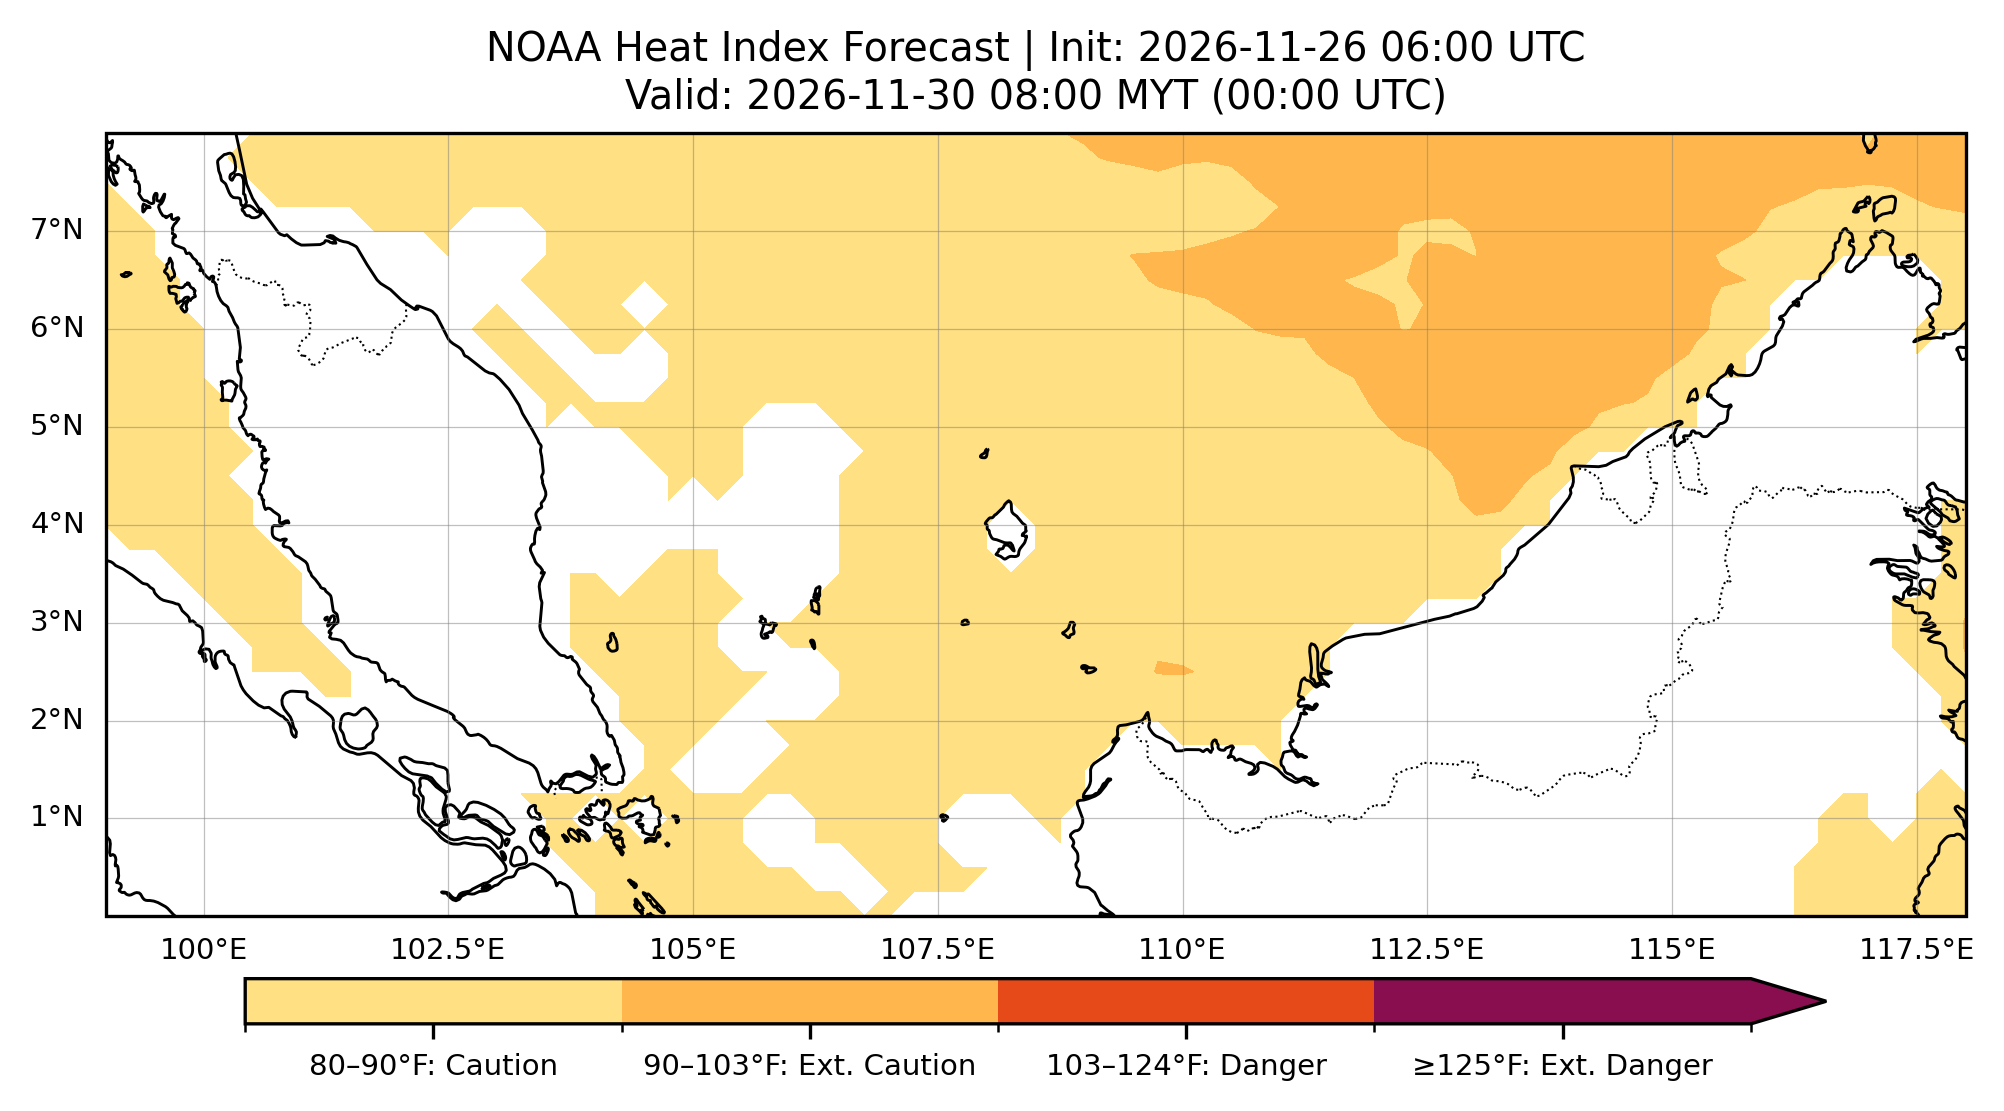 NOAA Heat Index Forecast | Init: 2026-11-26 06:00 UTC
Valid: 2026-11-30 08:00 MYT (00:00 UTC)
7°N
6°N
5°N
4°N
3°N
2°N
1°N
100°E 102.5°E 105°E 107.5°E 110°E 112.5°E 115°E 117.5°E
80–90°F: Caution 90–103°F: Ext. Caution 103–124°F: Danger ≥125°F: Ext. Danger